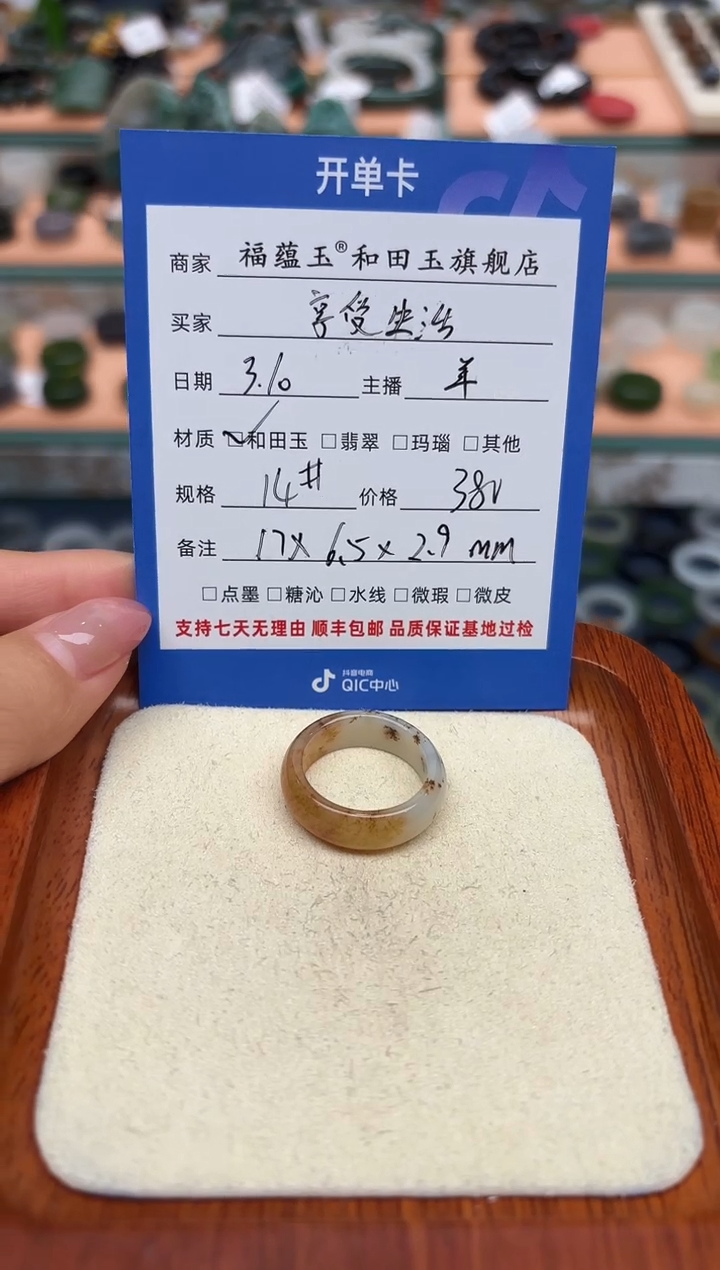 开单卡
商家 福蕴玉®和田玉旗舰店
买家 享受生活
日期 3.10 主播 羊
材质 ☑和田玉 □翡翠 □玛瑙 □其他
规格 14# 价格 380
备注 17×6.5×2.9 mm
□点墨 □糖沁 □水线 □微瑕 □微皮
支持七天无理由 顺丰包邮 品质保证基地过检
抖音电商
QIC中心